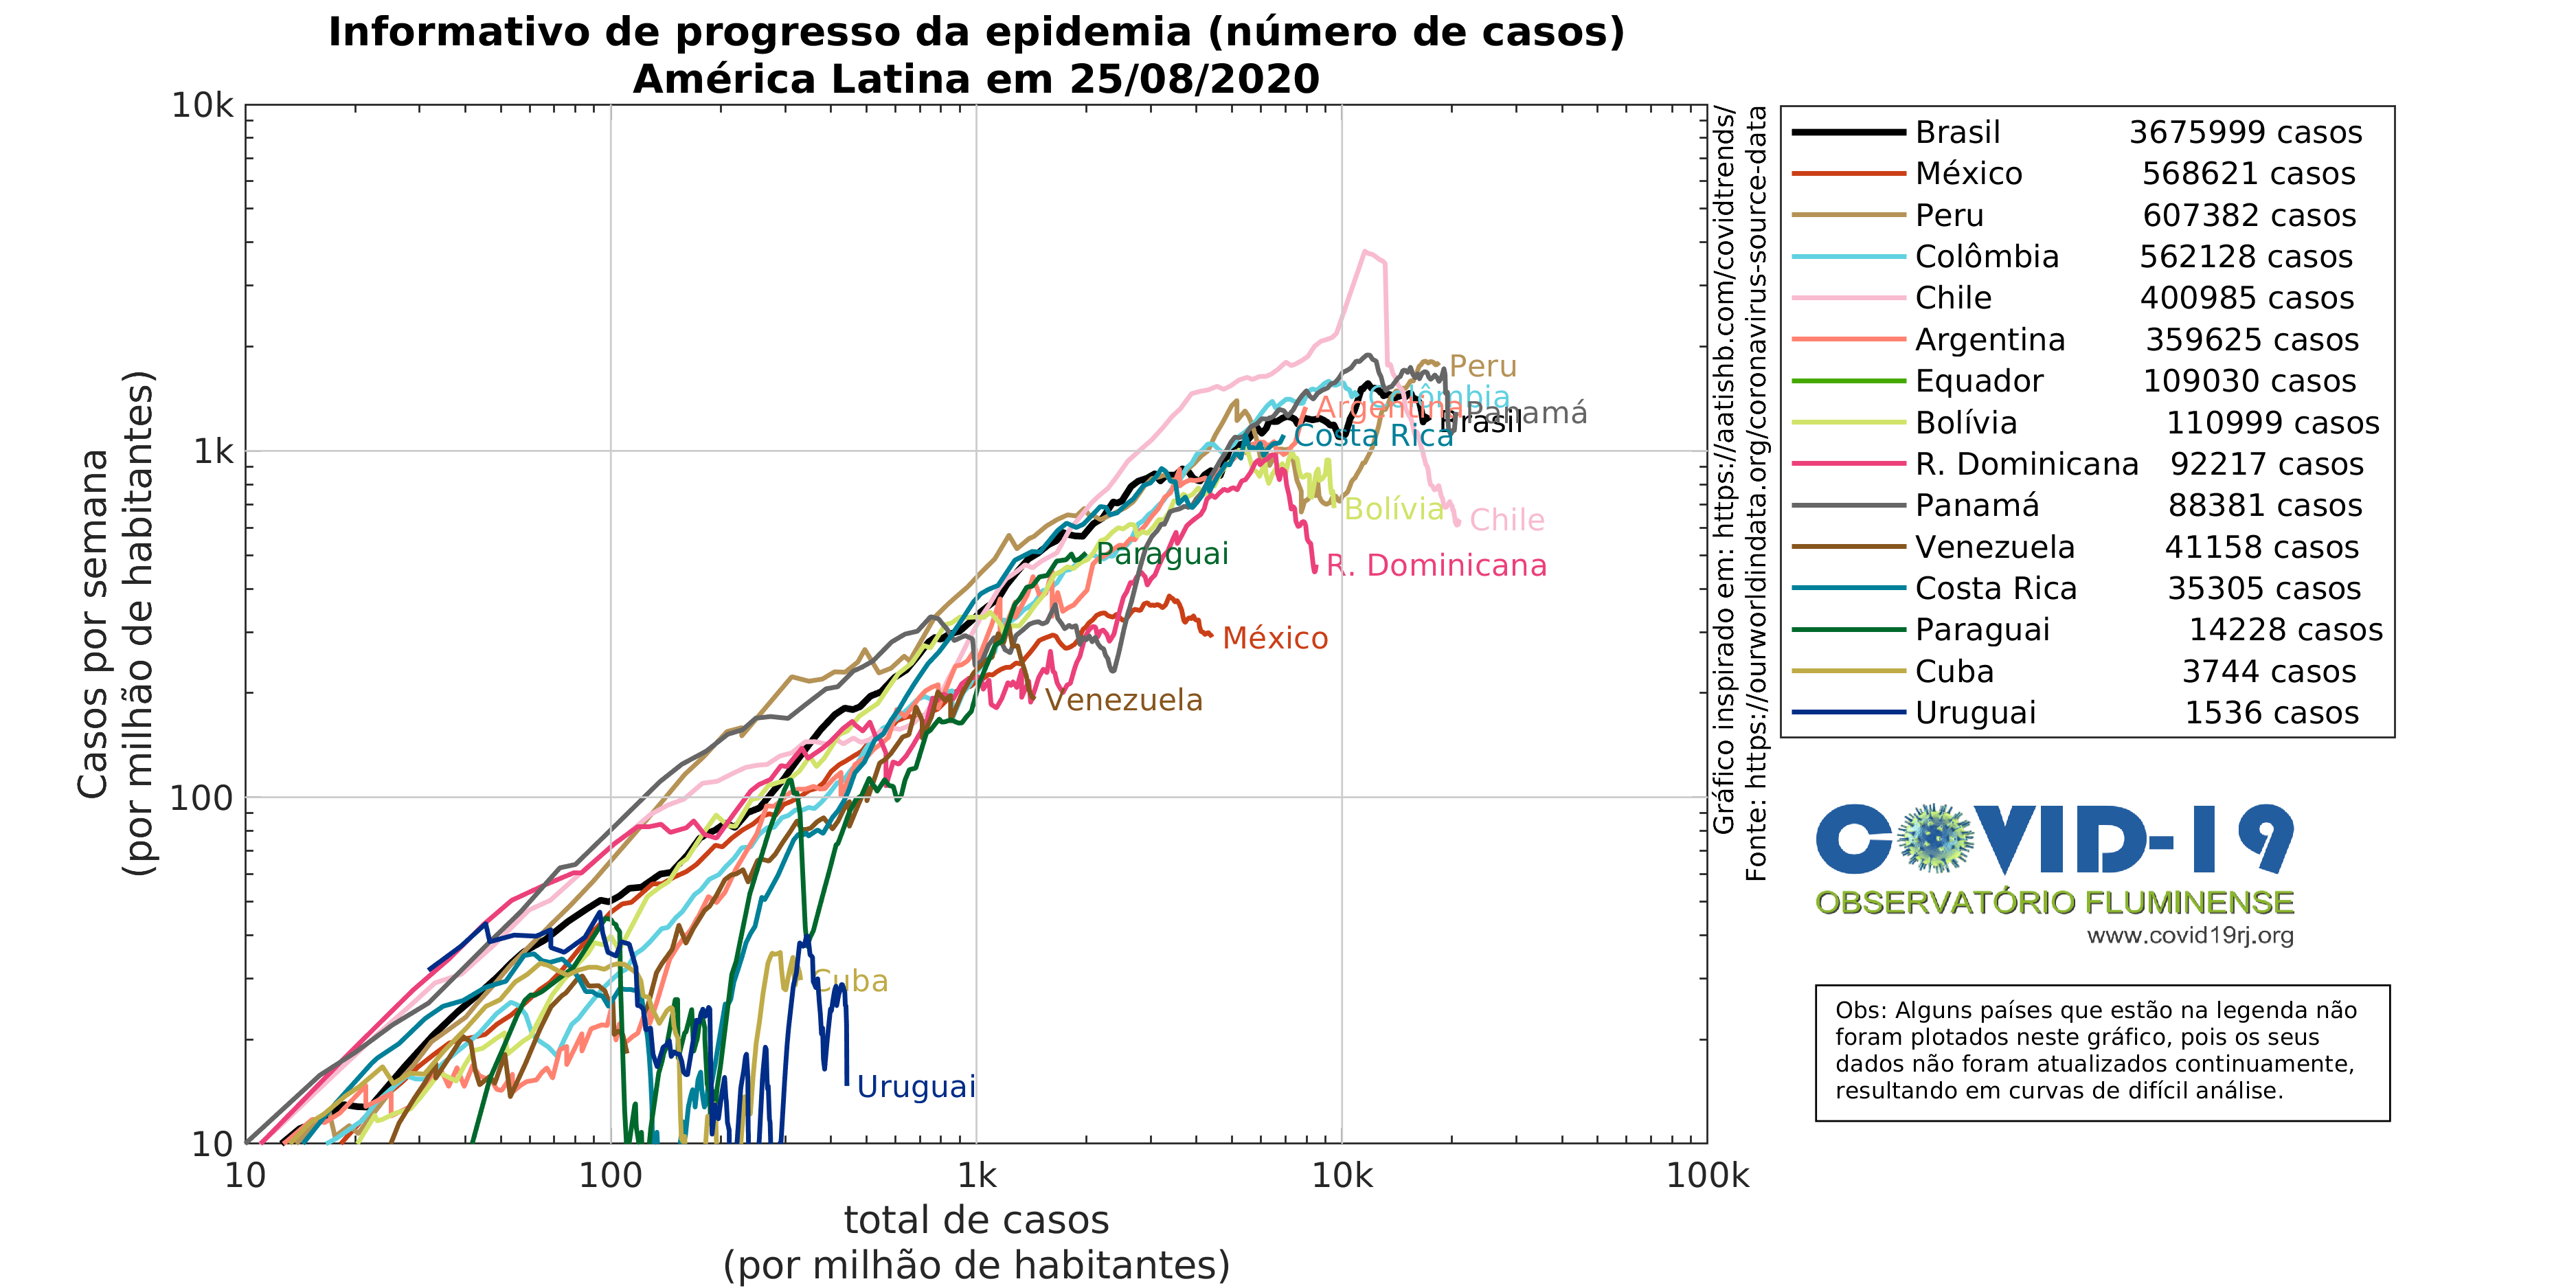 Informativo de progresso da epidemia (número de casos)
América Latina em 25/08/2020
10k
1k
100
10
10
100
1k
10k
100k
Casos por semana
(por milhão de habitantes)
total de casos
(por milhão de habitantes)
Peru
Colômbia
Argentina
Panamá
Brasil
Costa Rica
Bolívia
Chile
Paraguai
R. Dominicana
México
Venezuela
Cuba
Uruguai
Gráfico inspirado em: https://aatishb.com/covidtrends/
Fonte: https://ourworldindata.org/coronavirus-source-data
Brasil 3675999 casos
México 568621 casos
Peru 607382 casos
Colômbia 562128 casos
Chile 400985 casos
Argentina 359625 casos
Equador 109030 casos
Bolívia 110999 casos
R. Dominicana 92217 casos
Panamá 88381 casos
Venezuela 41158 casos
Costa Rica 35305 casos
Paraguai 14228 casos
Cuba 3744 casos
Uruguai 1536 casos
COVID-19
OBSERVATÓRIO FLUMINENSE
www.covid19rj.org
Obs: Alguns países que estão na legenda não
foram plotados neste gráfico, pois os seus
dados não foram atualizados continuamente,
resultando em curvas de difícil análise.